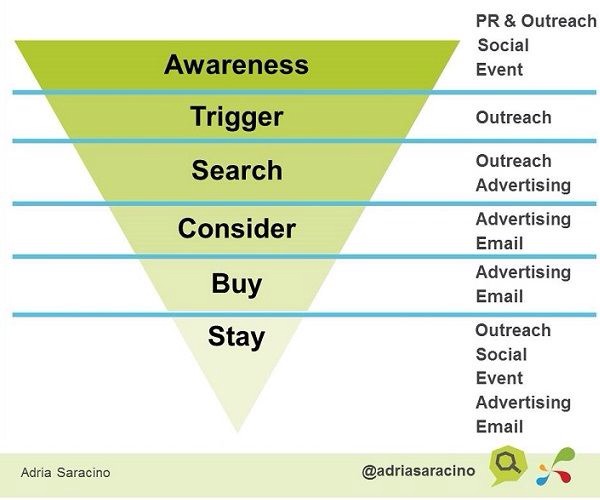 PR & Outreach
Social
Event
Awareness
Trigger
Outreach
Search
Outreach
Advertising
Consider
Advertising
Email
Buy
Advertising
Email
Stay
Outreach
Social
Event
Advertising
Email
Adria Saracino
@adriasaracino